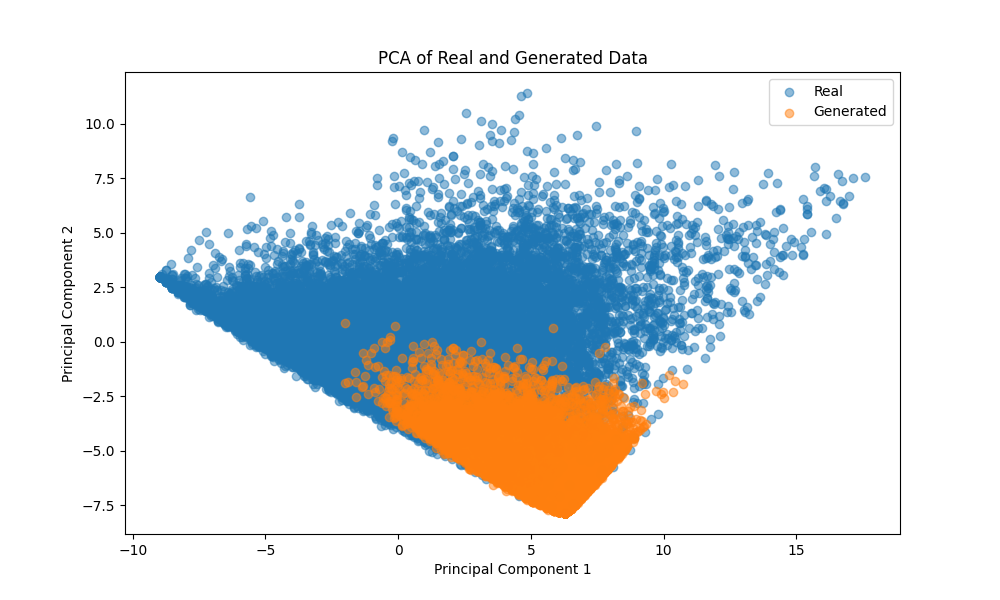 PCA of Real and Generated Data
Real
Generated
10.0
7.5
5.0
2.5
0.0
−2.5
−5.0
−7.5
Principal Component 2
−10
−5
0
5
10
15
Principal Component 1